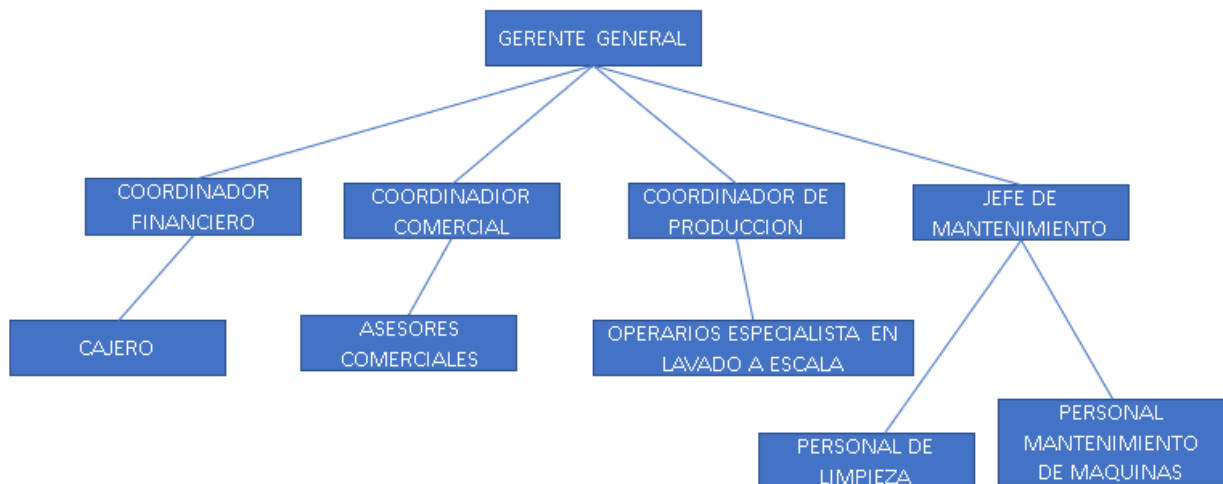 GERENTE GENERAL
COORDINADOR
FINANCIERO
COORDINADIOR
COMERCIAL
COORDINADOR DE
PRODUCCION
JEFE DE
MANTENIMIENTO
CAJERO
ASESORES
COMERCIALES
OPERARIOS ESPECIALISTA EN
LAVADO A ESCALA
PERSONAL DE
LIMPIEZA
PERSONAL
MANTENIMIENTO
DE MAQUINAS